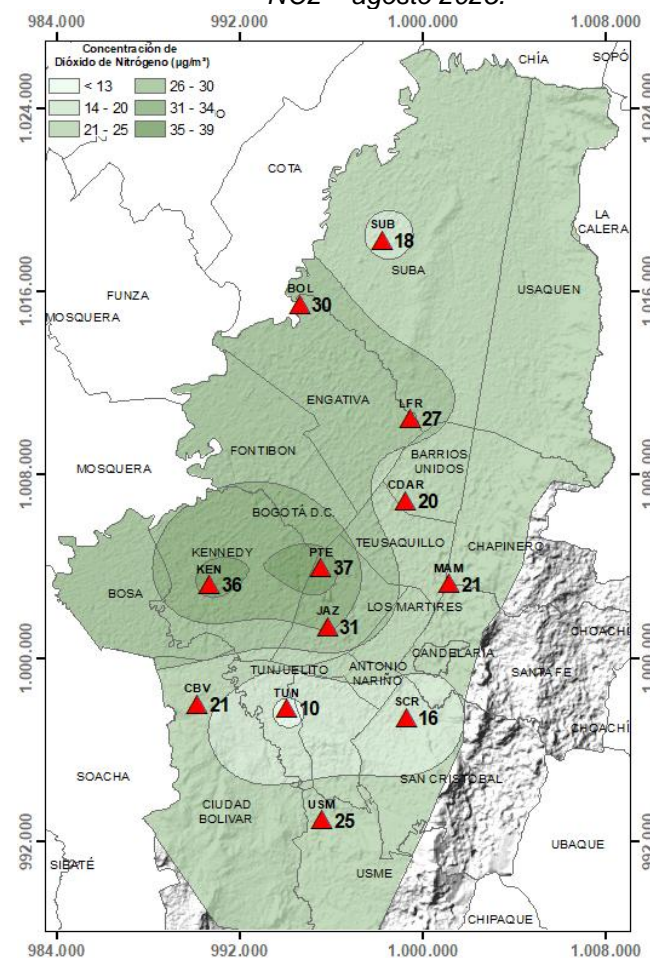 NO2 – agosto 2023.
984.000 992.000 1.000.000 1.008.000
Concentración de
Dióxido de Nitrógeno (µg/m³)
< 13 26 - 30
14 - 20 31 - 34
21 - 25 35 - 39
CHÍA SOPÓ
1.024.000 1.024.000
COTA
LA
CALERA
SUB
18
SUBA
1.016.000 1.016.000
BOL
30
FUNZA
USAQUEN
MOSQUERA
ENGATIVA
LFR
27
FONTIBON
BARRIOS
UNIDOS
MOSQUERA
1.008.000 1.008.000
CDAR
20
BOGOTÁ D.C.
TEUSAQUILLO
CHAPINERO
KENNEDY
PTE
37
KEN
36
MAM
21
BOSA
JAZ
31
LOS MARTIRES
CHOACHÍ
1.000.000 1.000.000
CANDELARIA
TUNJUELITO
ANTONIO
NARIÑO
SANTA FE
CBV
21
TUN
10
SCR
16
CHOACHÍ
SOACHA
SAN CRISTOBAL
CIUDAD
BOLIVAR
USM
25
992.000 992.000
UBAQUE
SIBATÉ
USME
CHIPAQUE
984.000 992.000 1.000.000 1.008.000